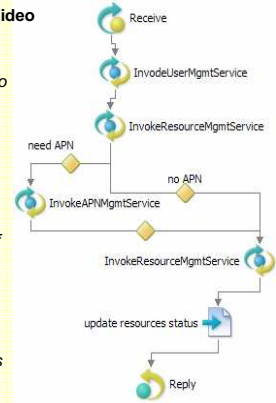 ideo
Receive
o
InvodeUserMgmtService
InvokeResourceMgmtService
need APN
no APN
InvokeAPNMgmtService
InvokeResourceMgmtService
update resources status
s
Reply